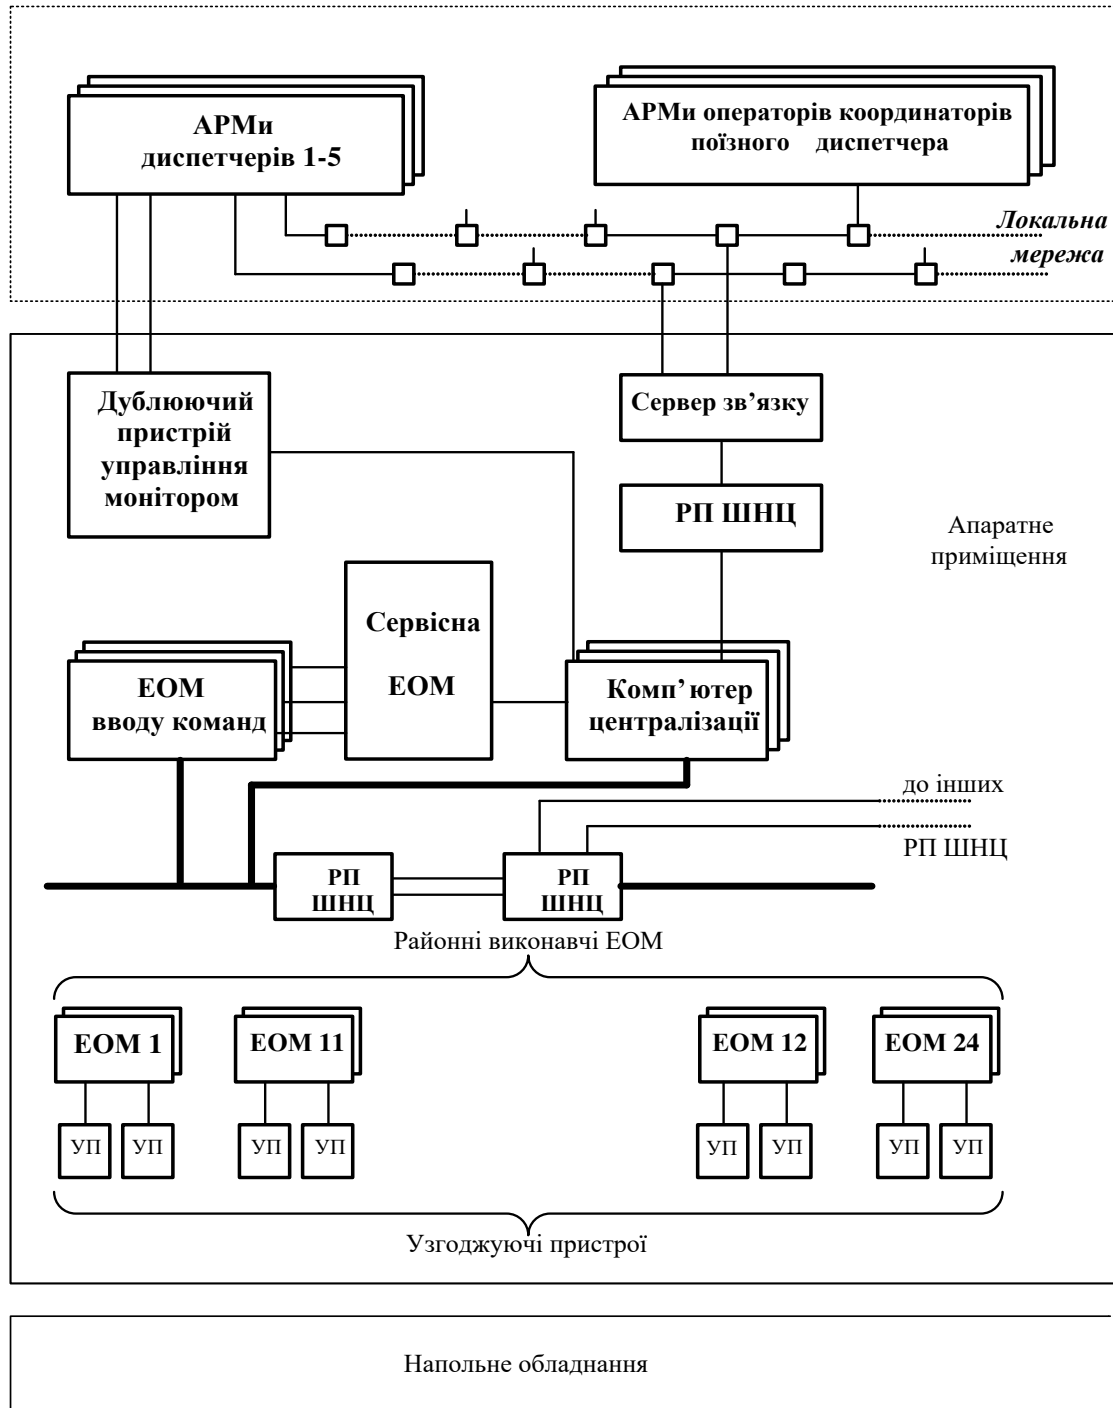 АРМи
диспетчерів 1-5
АРМи операторів координаторів
поїзного диспетчера
Локальна
мережа
Дублюючий
пристрій
управління
монітором
Сервер зв’язку
РП ШНЦ
Апаратне
приміщення
Сервісна
ЕОМ
ЕОМ
вводу команд
Комп’ютер
централізації
до інших
РП ШНЦ
РП
ШНЦ
РП
ШНЦ
Районні виконавчі ЕОМ
ЕОМ 1
ЕОМ 11
ЕОМ 12
ЕОМ 24
УП
УП
УП
УП
УП
УП
УП
УП
Узгоджуючі пристрої
Напольне обладнання